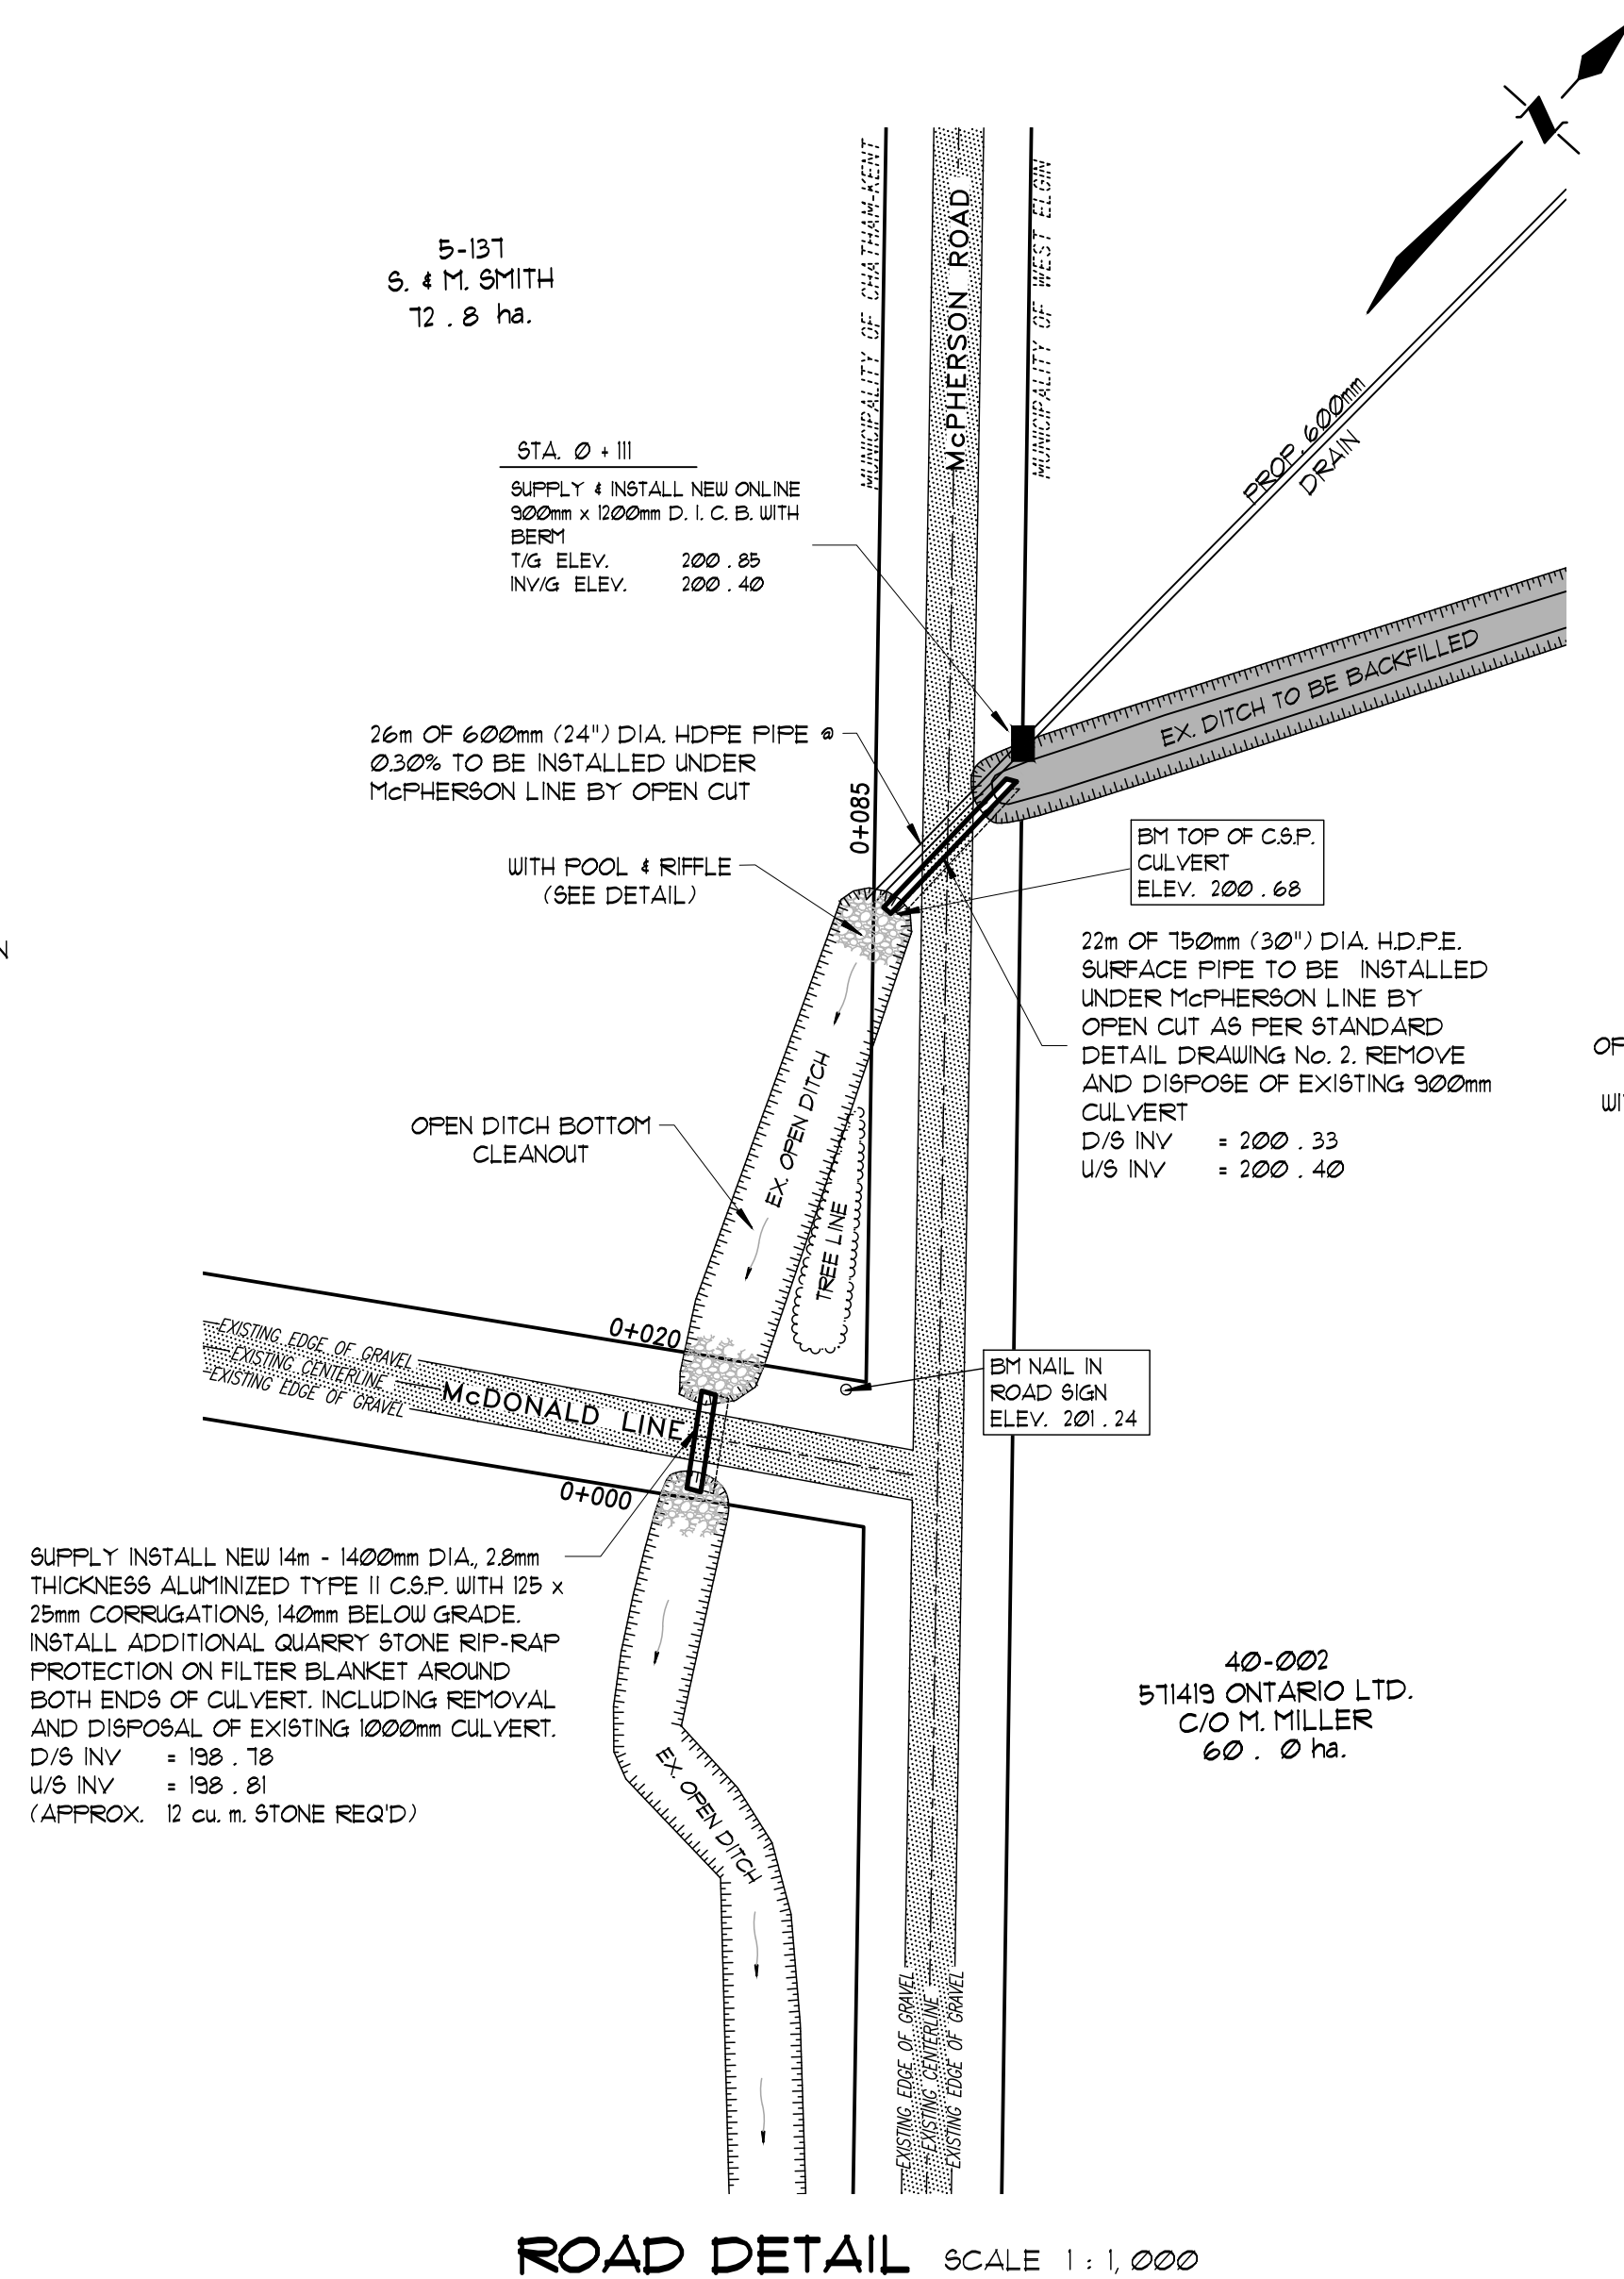 5-137
S. & M. SMITH
72 . 8 ha.
MUNICIPALITY OF CHATHAM-KENT
McPHERSON ROAD
MUNICIPALITY OF WEST ELGIN
PROP. 600mm
DRAIN
STA. 0 + 111
SUPPLY & INSTALL NEW ONLINE
900mm x 1200mm D. I. C. B. WITH
BERM
T/G ELEV. 200 . 85
INV/G ELEV. 200 . 40
EX. DITCH TO BE BACKFILLED
26m OF 600mm (24") DIA. HDPE PIPE @
0.30% TO BE INSTALLED UNDER
McPHERSON LINE BY OPEN CUT
0+085
WITH POOL & RIFFLE
(SEE DETAIL)
BM TOP OF C.S.P.
CULVERT
ELEV. 200 . 68
22m OF 750mm (30") DIA. H.D.P.E.
SURFACE PIPE TO BE INSTALLED
UNDER McPHERSON LINE BY
OPEN CUT AS PER STANDARD
DETAIL DRAWING No. 2. REMOVE
AND DISPOSE OF EXISTING 900mm
CULVERT
D/S INV = 200 . 33
U/S INV = 200 . 40
N
OF
WI
EX. OPEN DITCH
OPEN DITCH BOTTOM
CLEANOUT
TREE LINE
0+020
EXISTING EDGE OF GRAVEL
EXISTING CENTERLINE
EXISTING EDGE OF GRAVEL
McDONALD LINE
BM NAIL IN
ROAD SIGN
ELEV. 201 . 24
0+000
SUPPLY INSTALL NEW 14m - 1400mm DIA., 2.8mm
THICKNESS ALUMINIZED TYPE II C.S.P. WITH 125 x
25mm CORRUGATIONS, 140mm BELOW GRADE.
INSTALL ADDITIONAL QUARRY STONE RIP-RAP
PROTECTION ON FILTER BLANKET AROUND
BOTH ENDS OF CULVERT. INCLUDING REMOVAL
AND DISPOSAL OF EXISTING 1000mm CULVERT.
D/S INV = 198 . 78
U/S INV = 198 . 81
(APPROX. 12 cu. m. STONE REQ'D)
40-002
571419 ONTARIO LTD.
C/O M. MILLER
60 . 0 ha.
EX. OPEN DITCH
EXISTING EDGE OF GRAVEL
EXISTING CENTERLINE
EXISTING EDGE OF GRAVEL
ROAD DETAIL SCALE 1 : 1, 000